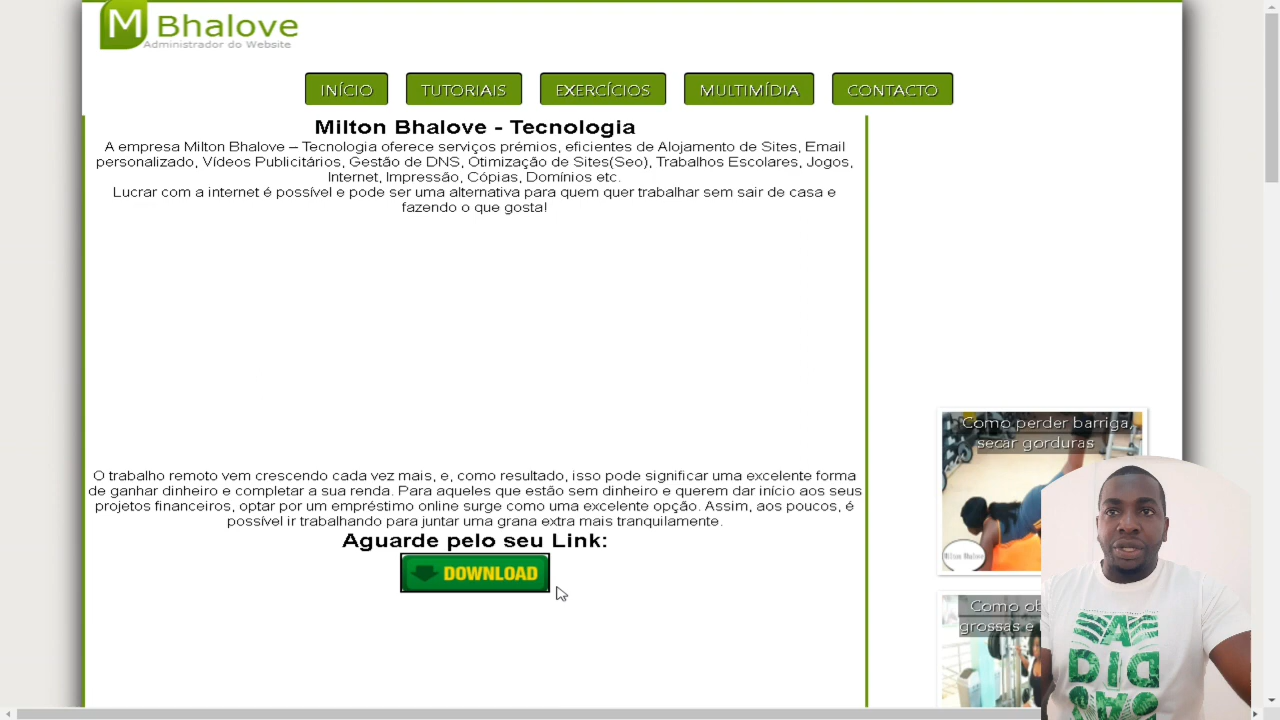 M Bhalove
Administrador do Website
INÍCIO
TUTORIAIS
EXERCÍCIOS
MULTIMÍDIA
CONTACTO
Milton Bhalove - Tecnologia
A empresa Milton Bhalove – Tecnologia oferece serviços prémios, eficientes de Alojamento de Sites, Email
personalizado, Vídeos Publicitários, Gestão de DNS, Otimização de Sites(Seo), Trabalhos Escolares, Jogos,
Internet, Impressão, Cópias, Domínios etc.
Lucrar com a internet é possível e pode ser uma alternativa para quem quer trabalhar sem sair de casa e
fazendo o que gosta!
O trabalho remoto vem crescendo cada vez mais, e, como resultado, isso pode significar uma excelente forma
de ganhar dinheiro e completar a sua renda. Para aqueles que estão sem dinheiro e querem dar início aos seus
projetos financeiros, optar por um empréstimo online surge como uma excelente opção. Assim, aos poucos, é
possível ir trabalhando para juntar uma grana extra mais tranquilamente.
Aguarde pelo seu Link:
DOWNLOAD
Como perder barriga,
secar gorduras
Como ob
grossas e
A DIDAS